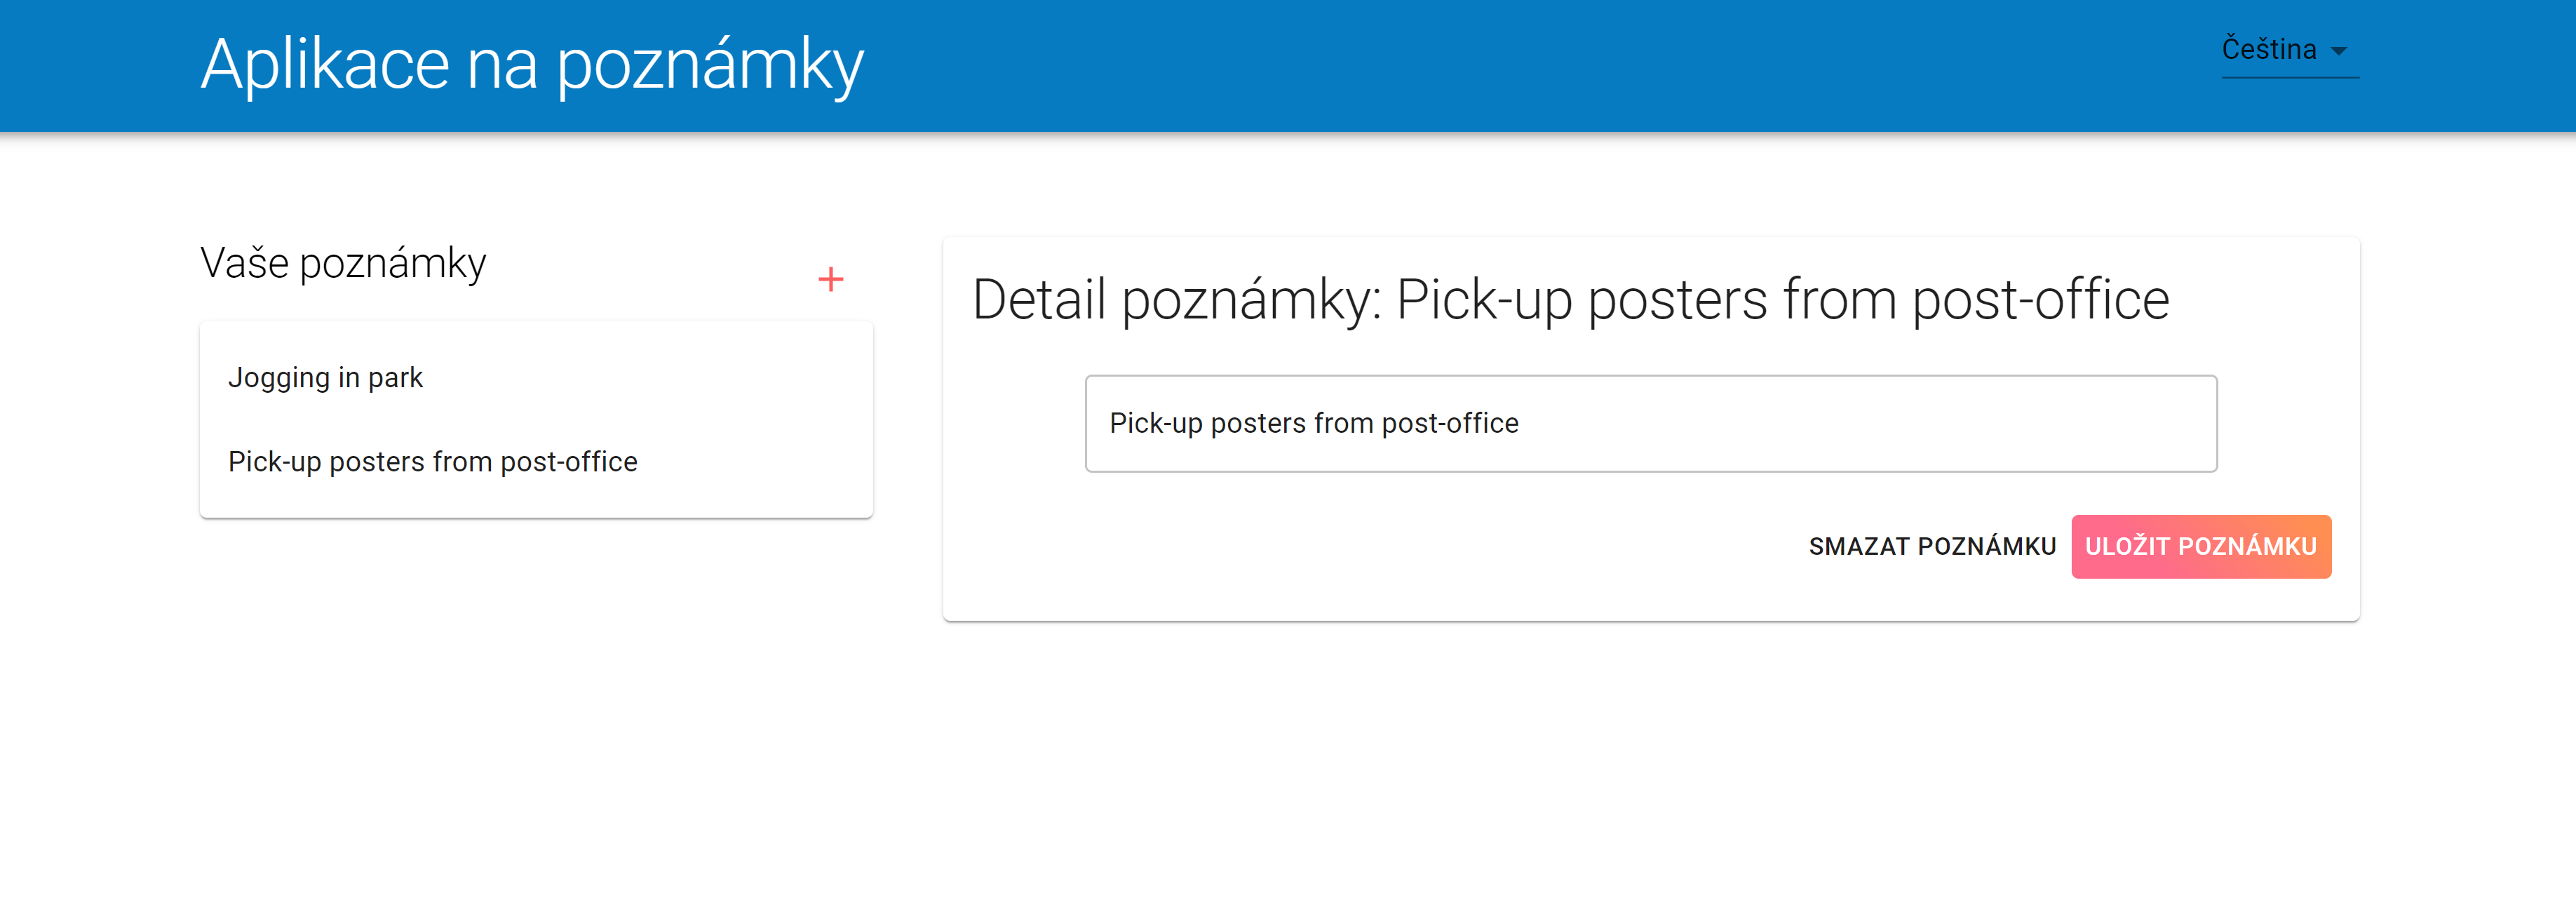 Aplikace na poznámky
Čeština
Vaše poznámky
+
Jogging in park
Pick-up posters from post-office
Detail poznámky: Pick-up posters from post-office
Pick-up posters from post-office
SMAZAT POZNÁMKU
ULOŽIT POZNÁMKU